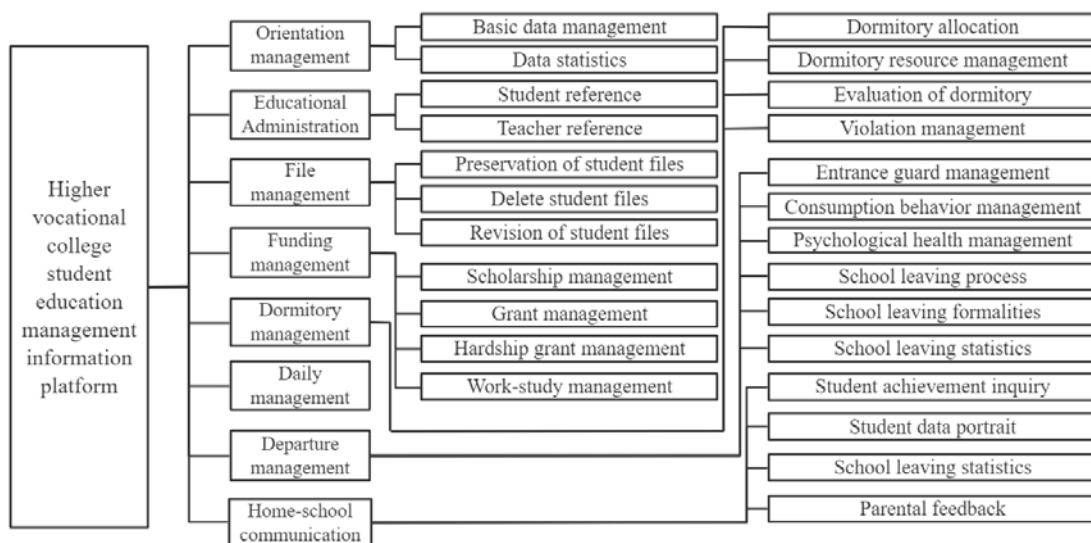 Higher
vocational
college
student
education
management
information
platform
Orientation
management
Educational
Administration
File
management
Funding
management
Dormitory
management
Daily
management
Departure
management
Home-school
communication
Basic data management
Data statistics
Student reference
Teacher reference
Preservation of student files
Delete student files
Revision of student files
Scholarship management
Grant management
Hardship grant management
Work-study management
Dormitory allocation
Dormitory resource management
Evaluation of dormitory
Violation management
Entrance guard management
Consumption behavior management
Psychological health management
School leaving process
School leaving formalities
School leaving statistics
Student achievement inquiry
Student data portrait
School leaving statistics
Parental feedback